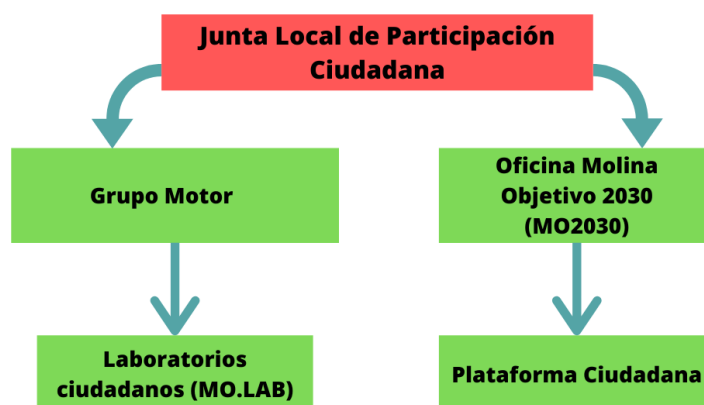 Junta Local de Participación
Ciudadana
Grupo Motor
Oficina Molina
Objetivo 2030
(MO2030)
Laboratorios
ciudadanos (MO.LAB)
Plataforma Ciudadana